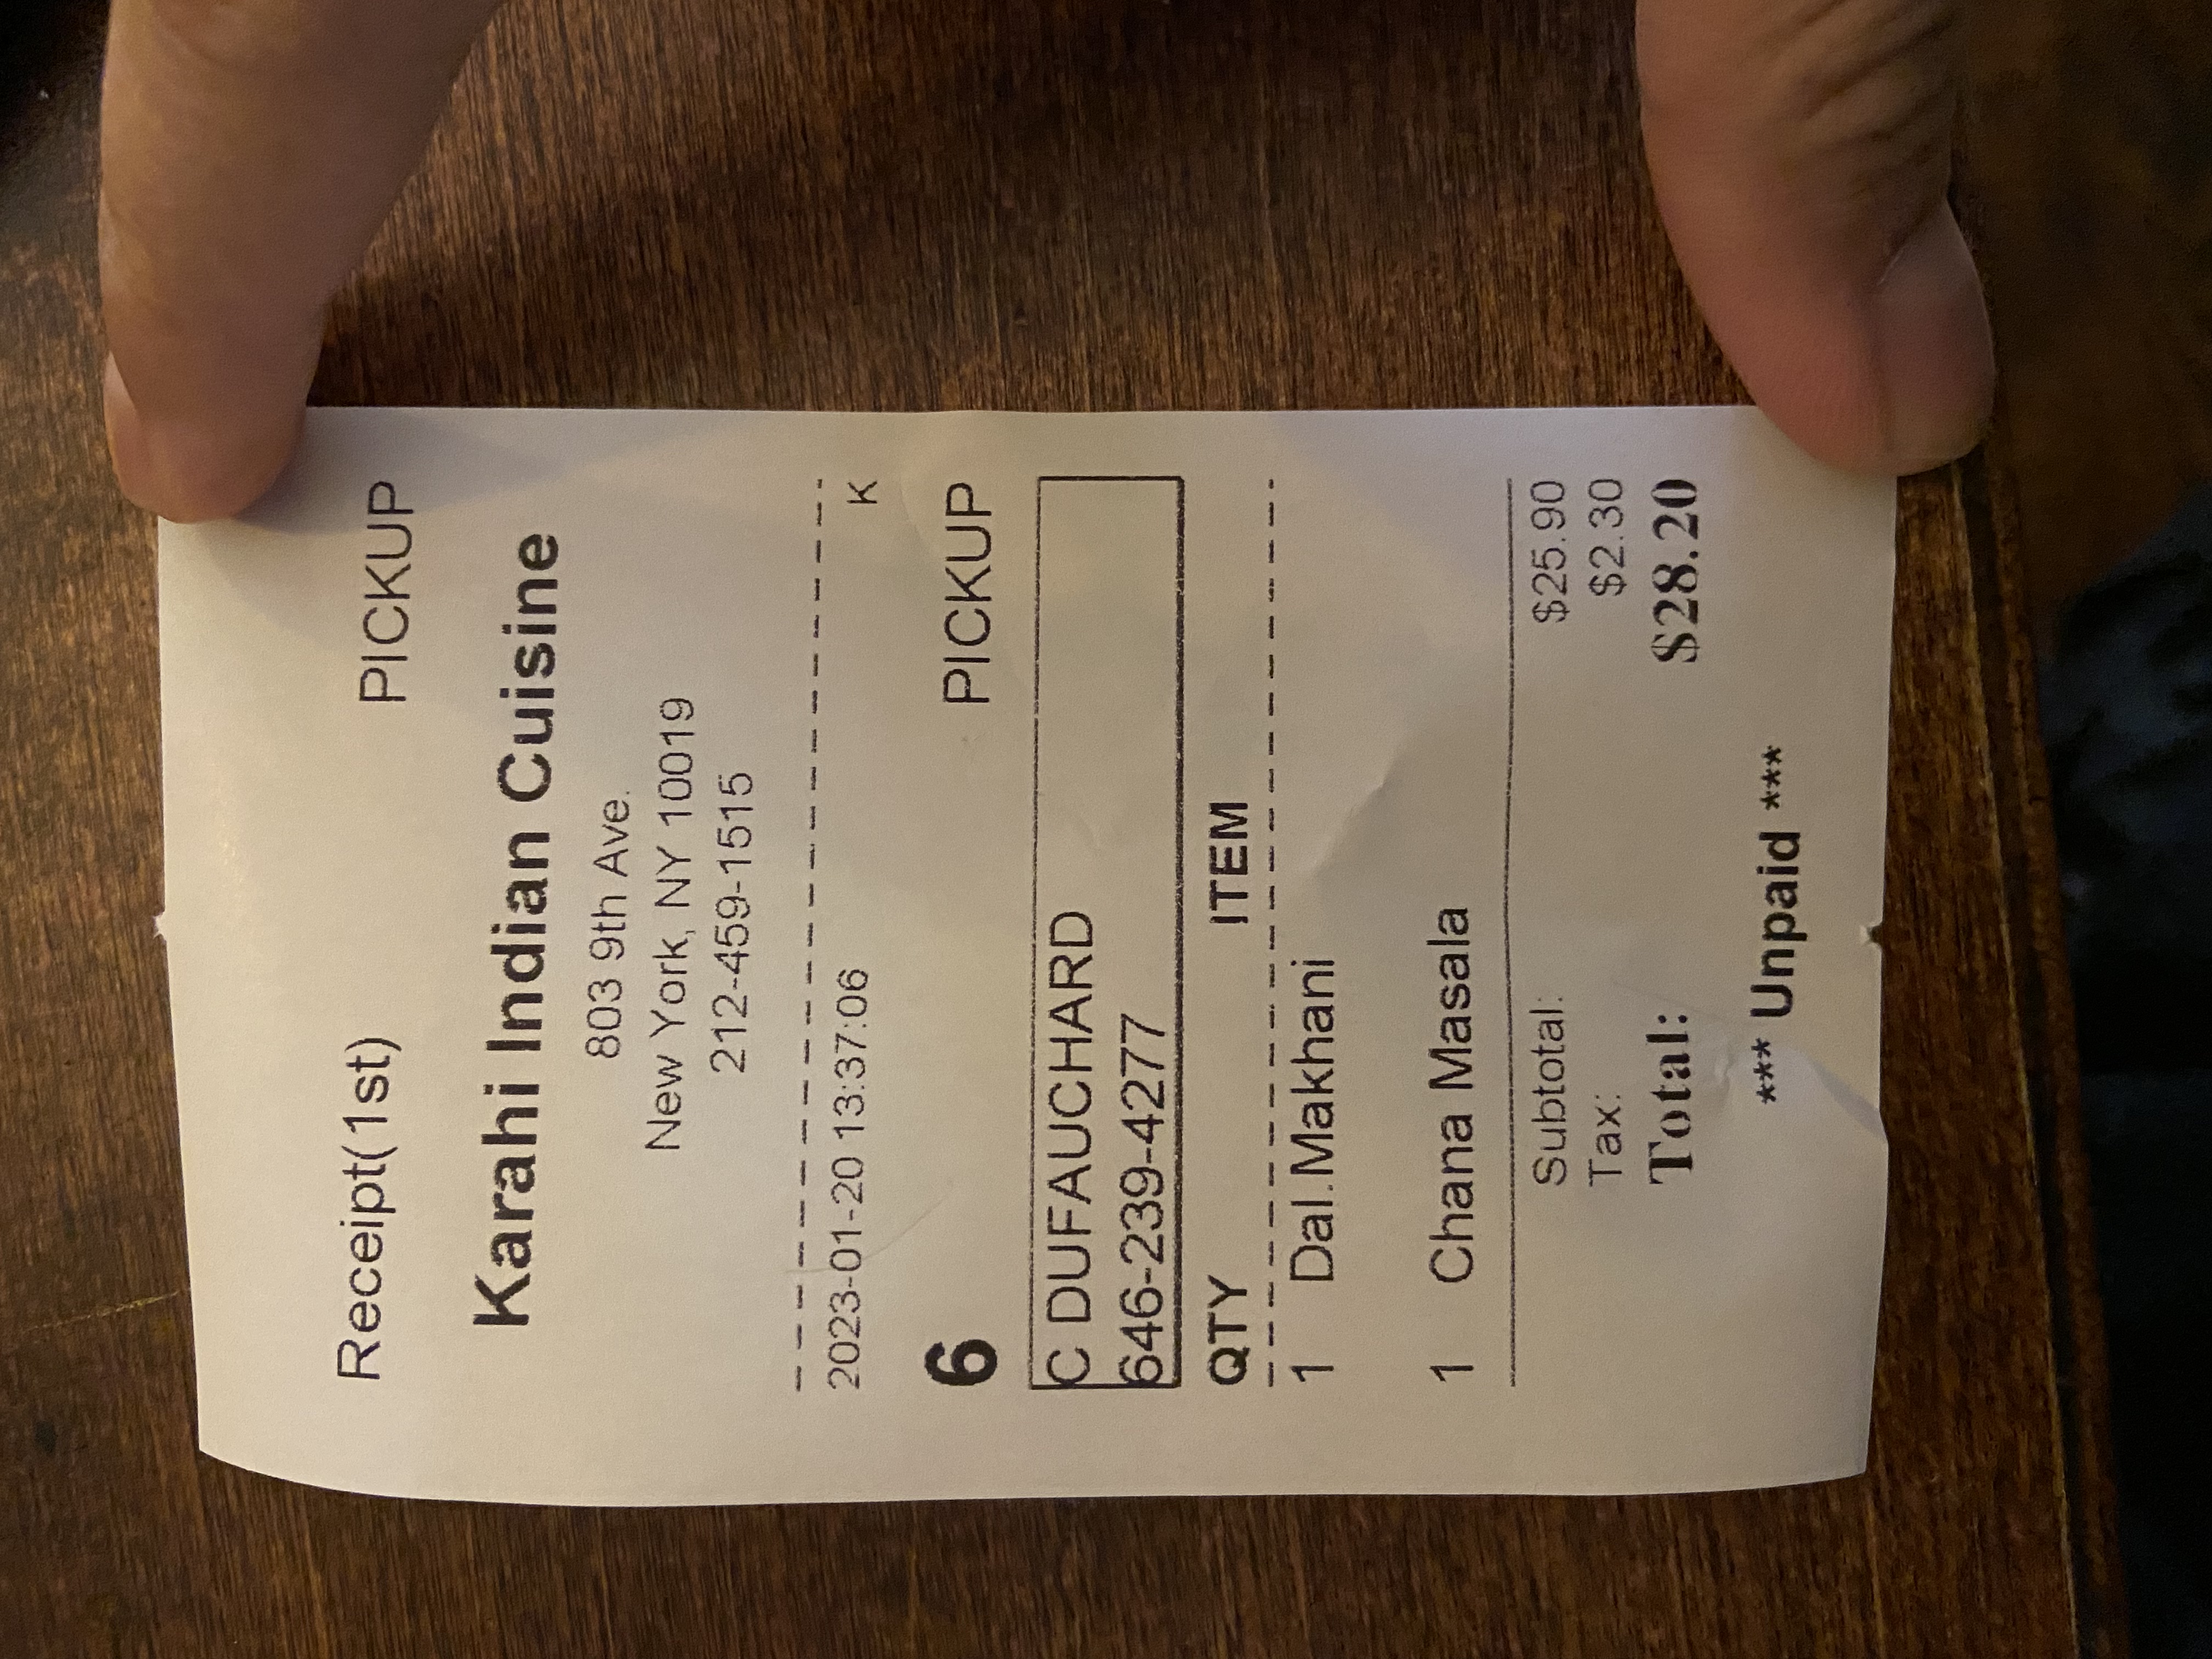 Receipt(1st) PICKUP
Karahi Indian Cuisine
803 9th Ave.
New York, NY 10019
212-459-1515
2023-01-20 13:37:06 K
6 PICKUP
C DUFAUCHARD
646-239-4277
QTY ITEM
1 Dal.Makhani
1 Chana Masala
Subtotal: $25.90
Tax: $2.30
Total: $28.20
*** Unpaid ***